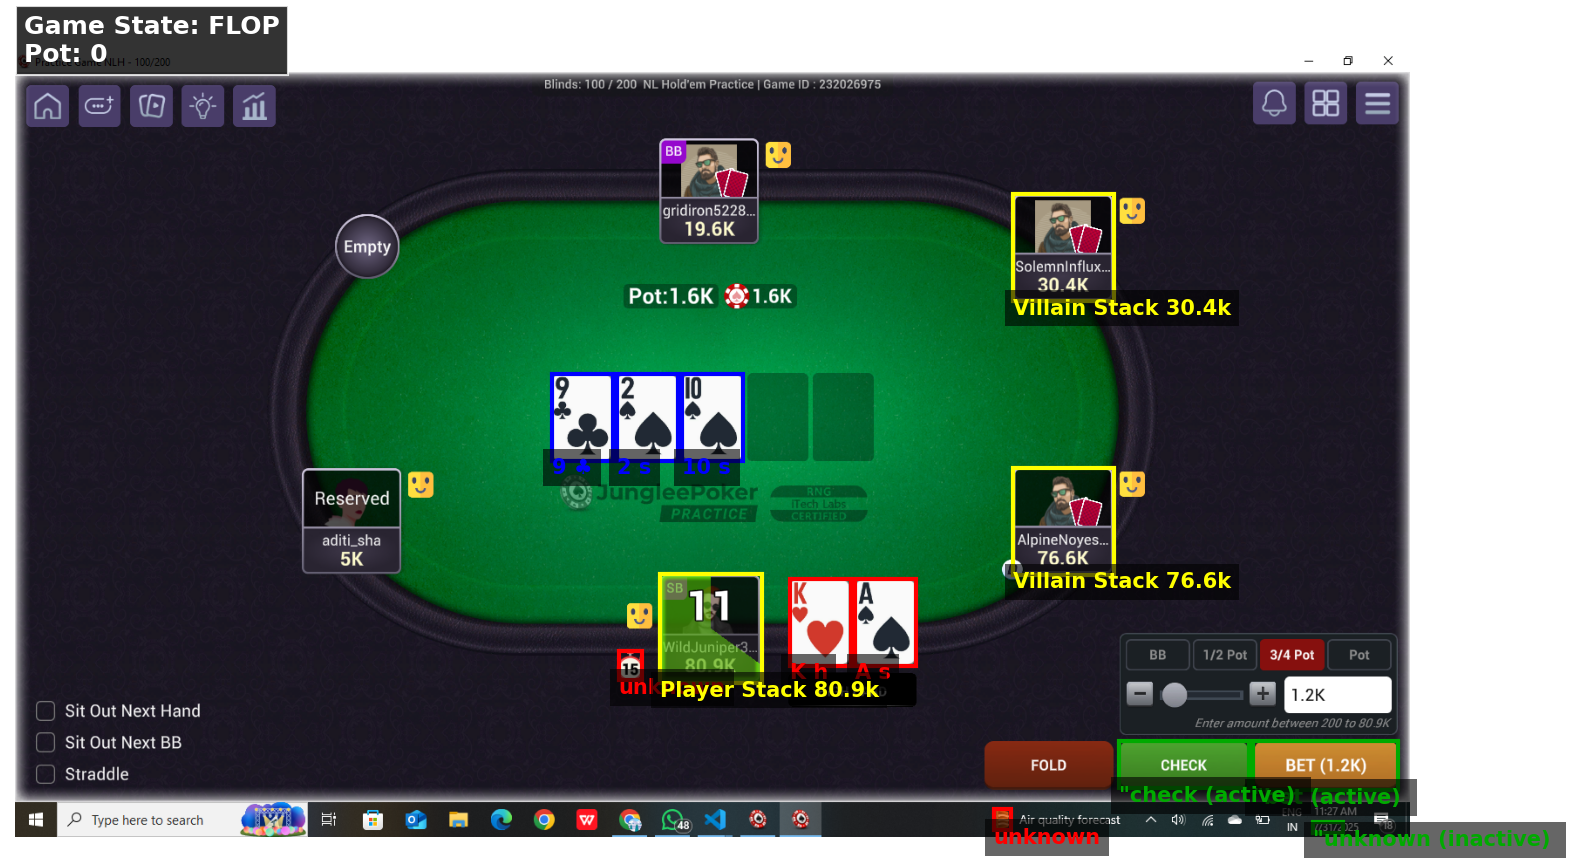 Game State: FLOP
Pot: 0
Practice Game NLH - 100/200
Blinds: 100 / 200 NL Hold'em Practice | Game ID : 232026975
BB
gridiron5228...
19.6K
Empty
SolemnInflux...
30.4K
Villain Stack 30.4k
Pot:1.6K 1.6K
9 2 10
9 2 s 10 s
JungleePoker
PRACTICE
RNG
iTech Labs
CERTIFIED
Reserved
aditi_sha
5K
AlpineNoyes...
76.6K
Villain Stack 76.6k
SB
11
WildJuniper3...
80.9K
K A
K h A s
15
unk
Player Stack 80.9k
BB 1/2 Pot 3/4 Pot Pot
1.2K
Enter amount between 200 to 80.9K
Sit Out Next Hand
Sit Out Next BB
Straddle
FOLD CHECK BET (1.2K)
"check (active) (active)
Type here to search
48
Air quality forecast
ENG
IN
11:27 AM
18
unknown
"unknown (inactive)